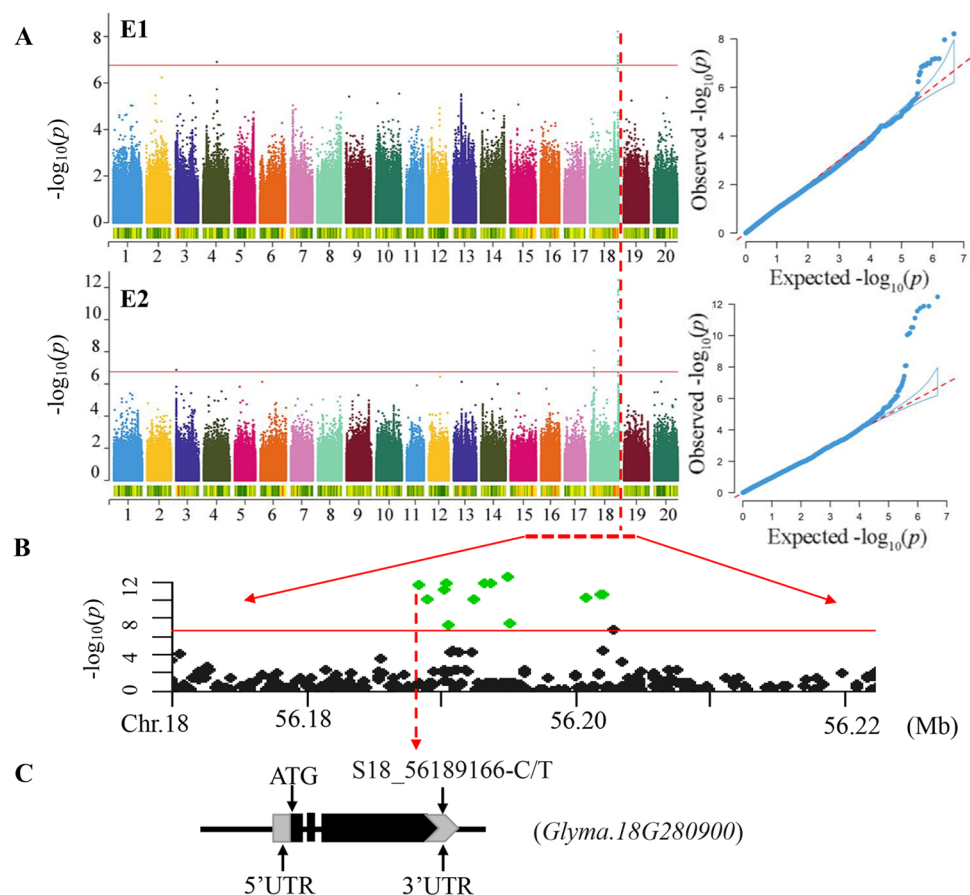 A
E1
8
6
4
2
0
-log10(p)
1 2 3 4 5 6 7 8 9 10 11 12 13 14 15 16 17 18 19 20
8
6
4
2
0
Observed -log10(p)
0 1 2 3 4 5 6 7
Expected -log10(p)
E2
12
10
8
6
4
2
0
-log10(p)
1 2 3 4 5 6 7 8 9 10 11 12 13 14 15 16 17 18 19 20
12
10
8
6
4
2
0
Observed -log10(p)
0 1 2 3 4 5 6 7
Expected -log10(p)
B
12
8
4
0
-log10(p)
Chr.18 56.18 56.20 56.22 (Mb)
C
ATG S18_56189166-C/T
(Glyma.18G280900)
5’UTR 3’UTR